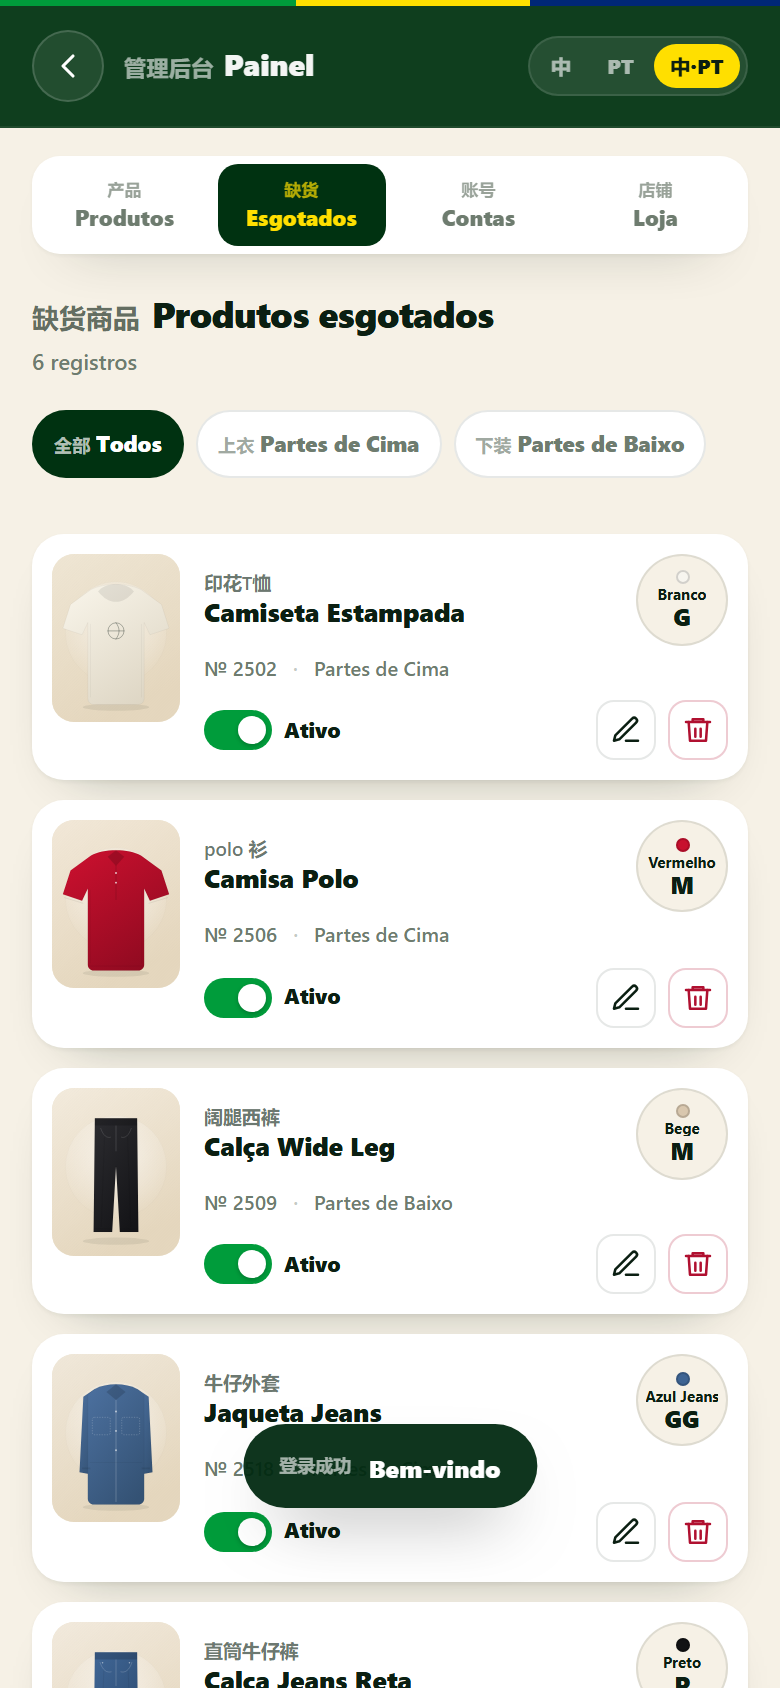 管理后台 Painel
中 PT 中·PT
产品 缺货 账号 店铺
Produtos Esgotados Contas Loja
缺货商品 Produtos esgotados
6 registros
全部 Todos 上衣 Partes de Cima 下装 Partes de Baixo
印花T恤
Camiseta Estampada
Branco
G
Nº 2502 · Partes de Cima
Ativo
polo 衫
Camisa Polo
Vermelho
M
Nº 2506 · Partes de Cima
Ativo
阔腿西裤
Calça Wide Leg
Bege
M
Nº 2509 · Partes de Baixo
Ativo
牛仔外套
Jaqueta Jeans
Azul Jeans
GG
Nº 2518
登录成功 Bem-vindo
Ativo
直筒牛仔裤
Calça Jeans Reta
Preto